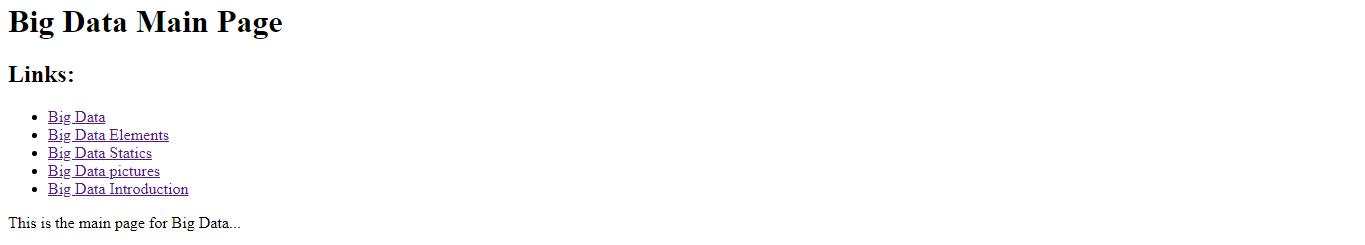 Big Data Main Page
Links:
Big Data
Big Data Elements
Big Data Statics
Big Data pictures
Big Data Introduction
This is the main page for Big Data...